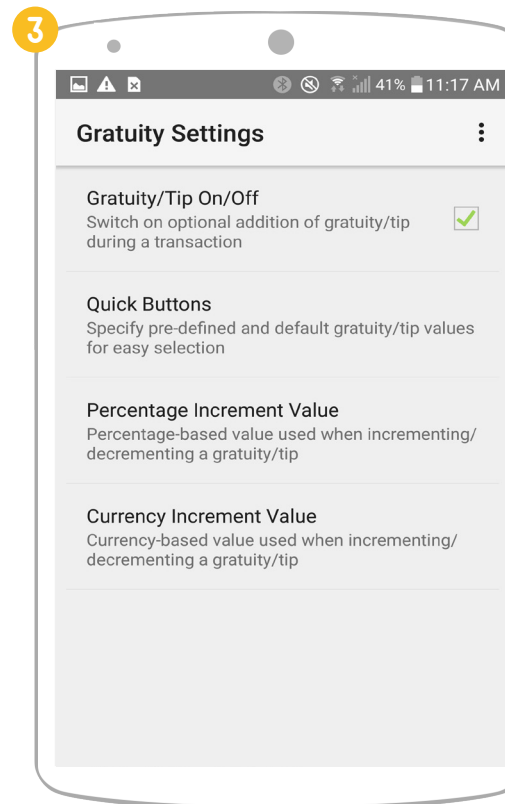 3
41% 11:17 AM
Gratuity Settings
Gratuity/Tip On/Off
Switch on optional addition of gratuity/tip
during a transaction
Quick Buttons
Specify pre-defined and default gratuity/tip values
for easy selection
Percentage Increment Value
Percentage-based value used when incrementing/
decrementing a gratuity/tip
Currency Increment Value
Currency-based value used when incrementing/
decrementing a gratuity/tip